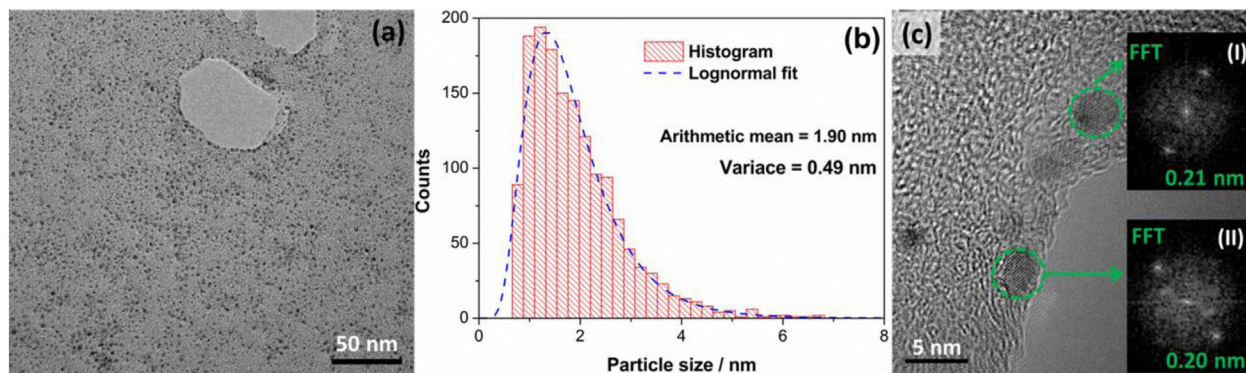 (a)
50 nm
200
150
100
50
0
Counts
(b)
Histogram
Lognormal fit
Arithmetic mean = 1.90 nm
Variace = 0.49 nm
0
2
4
6
8
Particle size / nm
(c)
5 nm
FFT
(I)
0.21 nm
FFT
(II)
0.20 nm